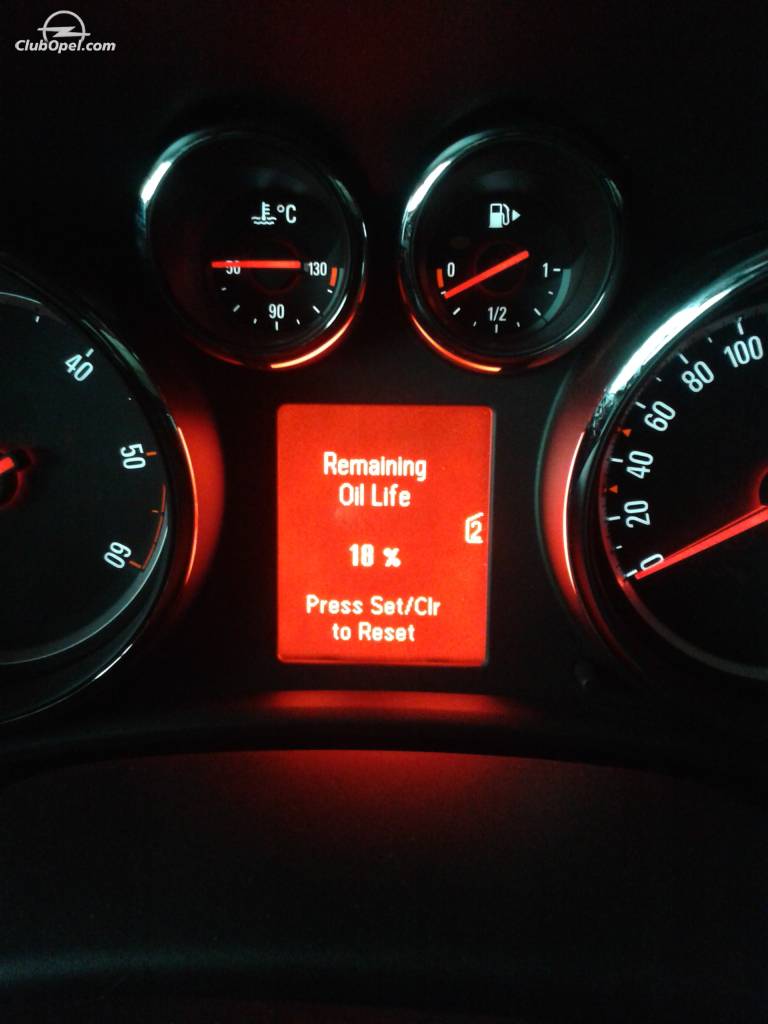 ClubOpel.com
°C
50 130
90
0 1
1/2
40
50
60
Remaining
Oil Life
2
18 %
Press Set/Clr
to Reset
100
80
60
40
20
0